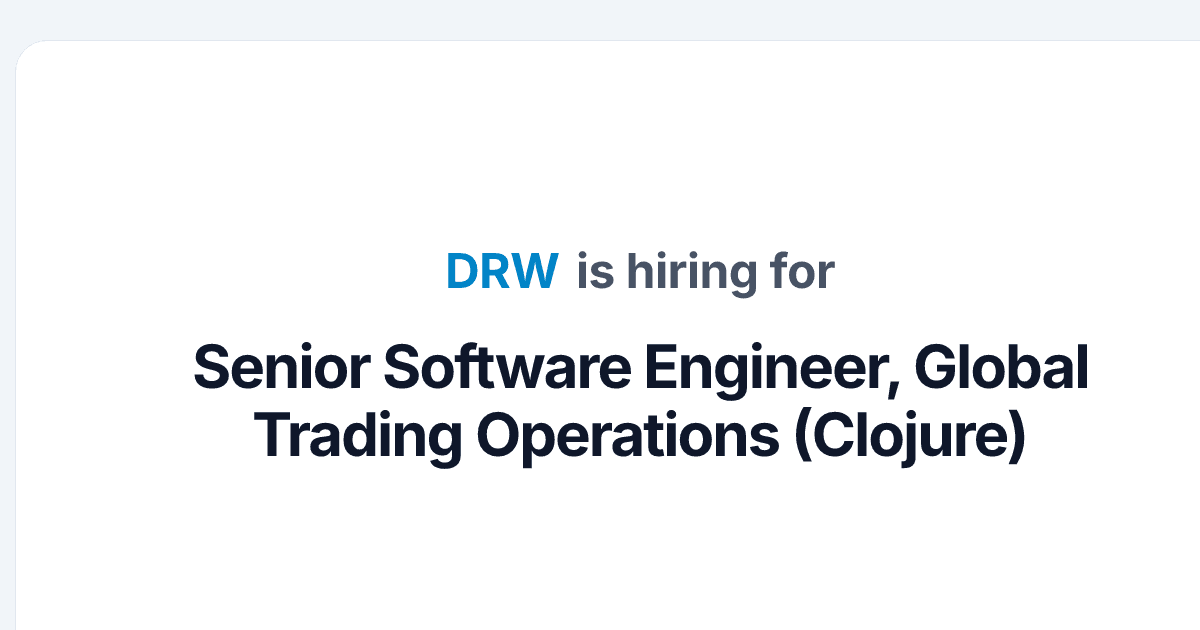 DRW is hiring for
Senior Software Engineer, Global
Trading Operations (Clojure)